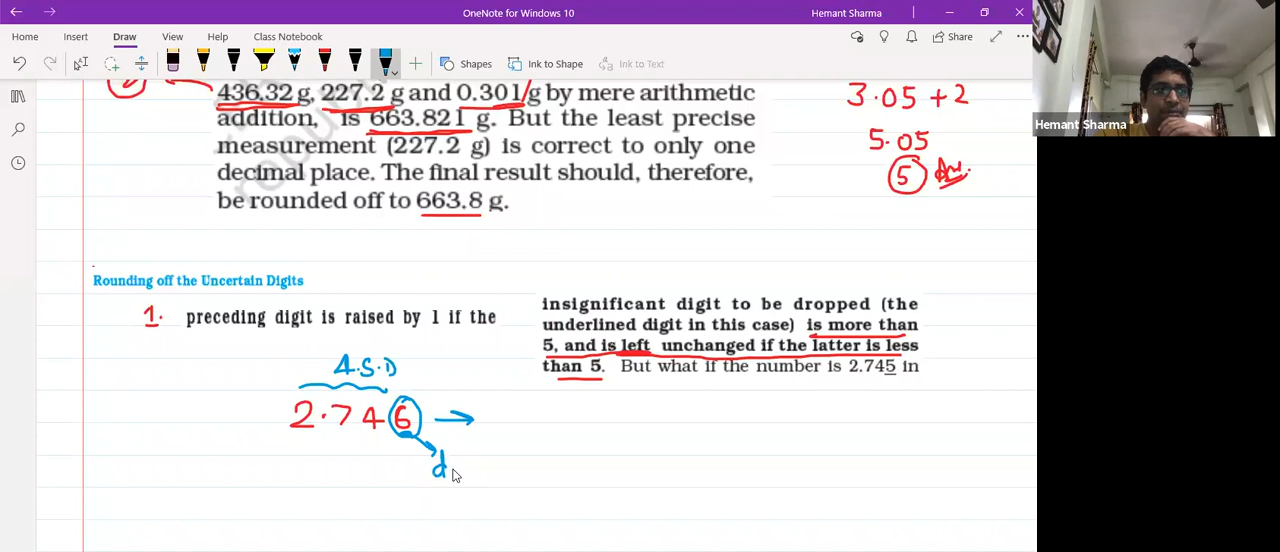 OneNote for Windows 10
Hemant Sharma
Home Insert Draw View Help Class Notebook
Share
Shapes Ink to Shape Ink to Text
436.32 g, 227.2 g and 0.301 g by mere arithmetic
addition, is 663.821 g. But the least precise
measurement (227.2 g) is correct to only one
decimal place. The final result should, therefore,
be rounded off to 663.8 g.
3.05 + 2
5.05
5 Ans.
Hemant Sharma
Rounding off the Uncertain Digits
1. preceding digit is raised by 1 if the
insignificant digit to be dropped (the
underlined digit in this case) is more than
5, and is left unchanged if the latter is less
than 5. But what if the number is 2.745 in
4.S.D
2.746 →
d